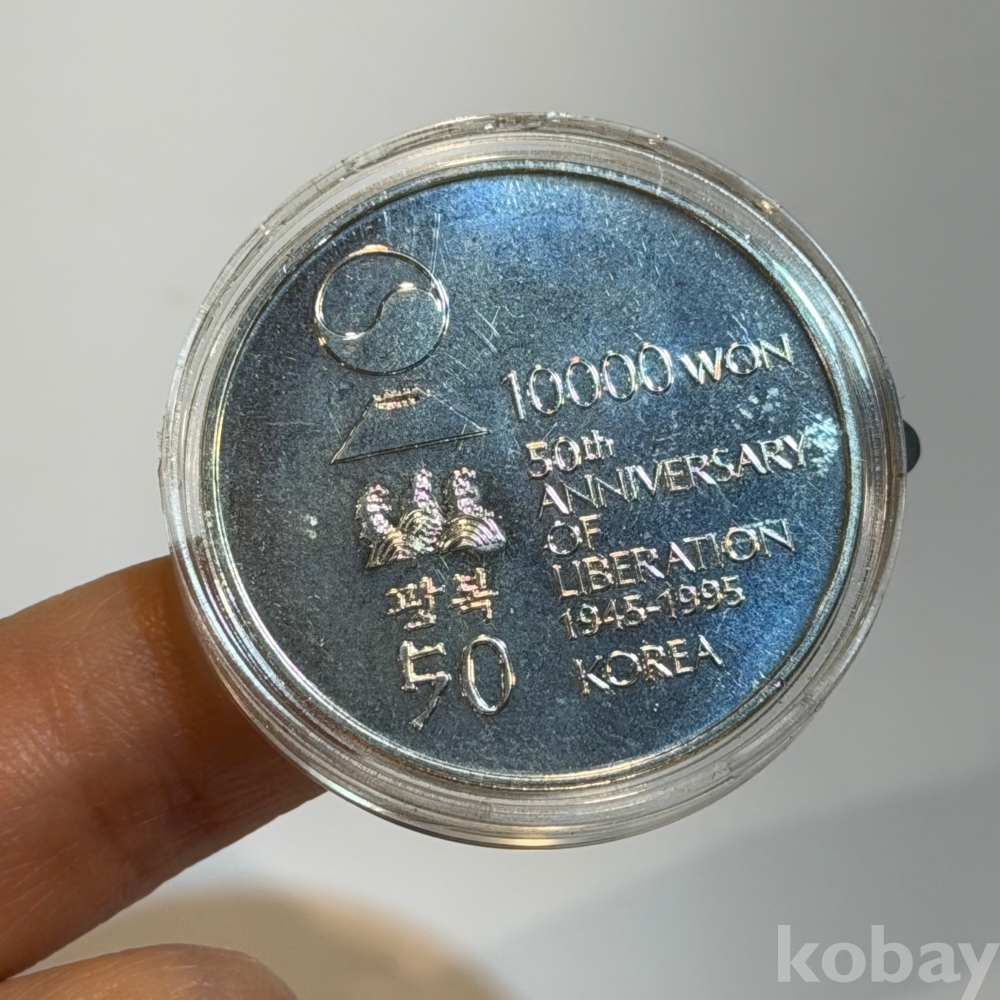 10000 WON
50th
ANNIVERSARY
OF
LIBERATION
1945-1995
KOREA
광복
50
kobay